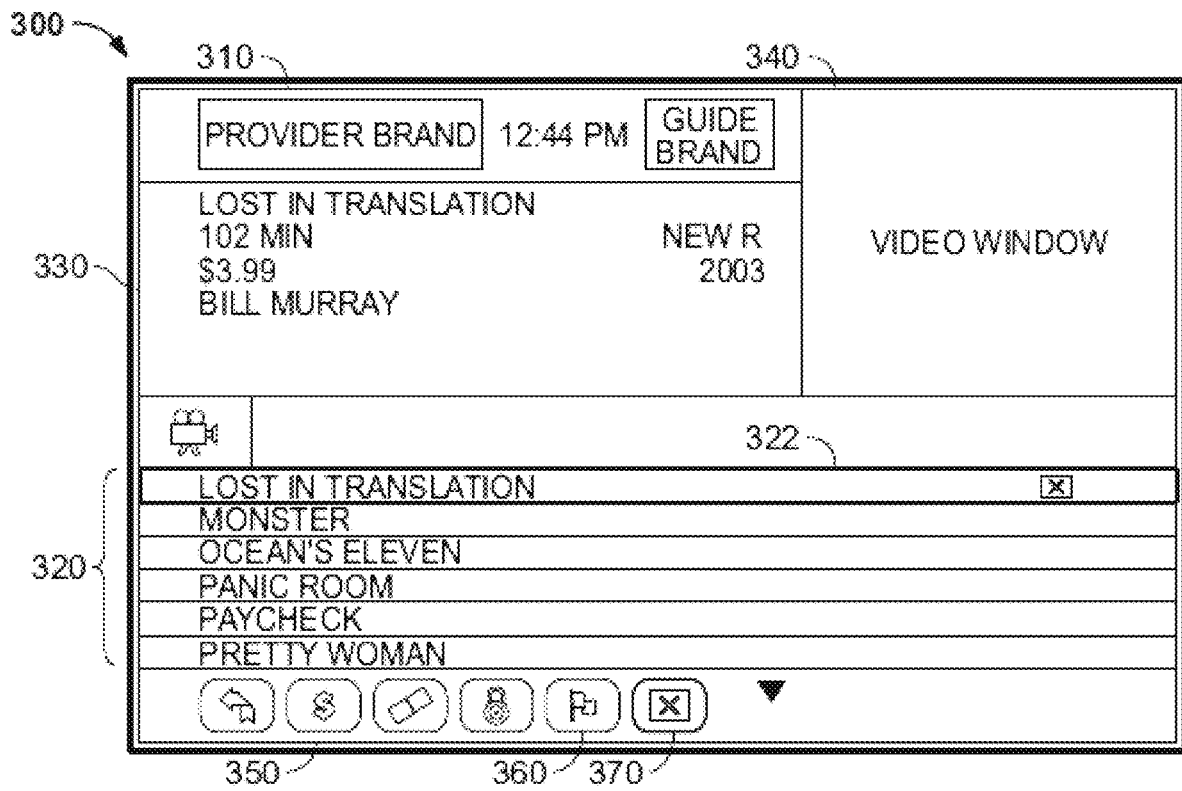 300
310
340
PROVIDER BRAND
12:44 PM
GUIDE
BRAND
LOST IN TRANSLATION
102 MIN
NEW R
$3.99
2003
BILL MURRAY
VIDEO WINDOW
330
322
LOST IN TRANSLATION
MONSTER
OCEAN'S ELEVEN
PANIC ROOM
PAYCHECK
PRETTY WOMAN
320
$
350
360
370